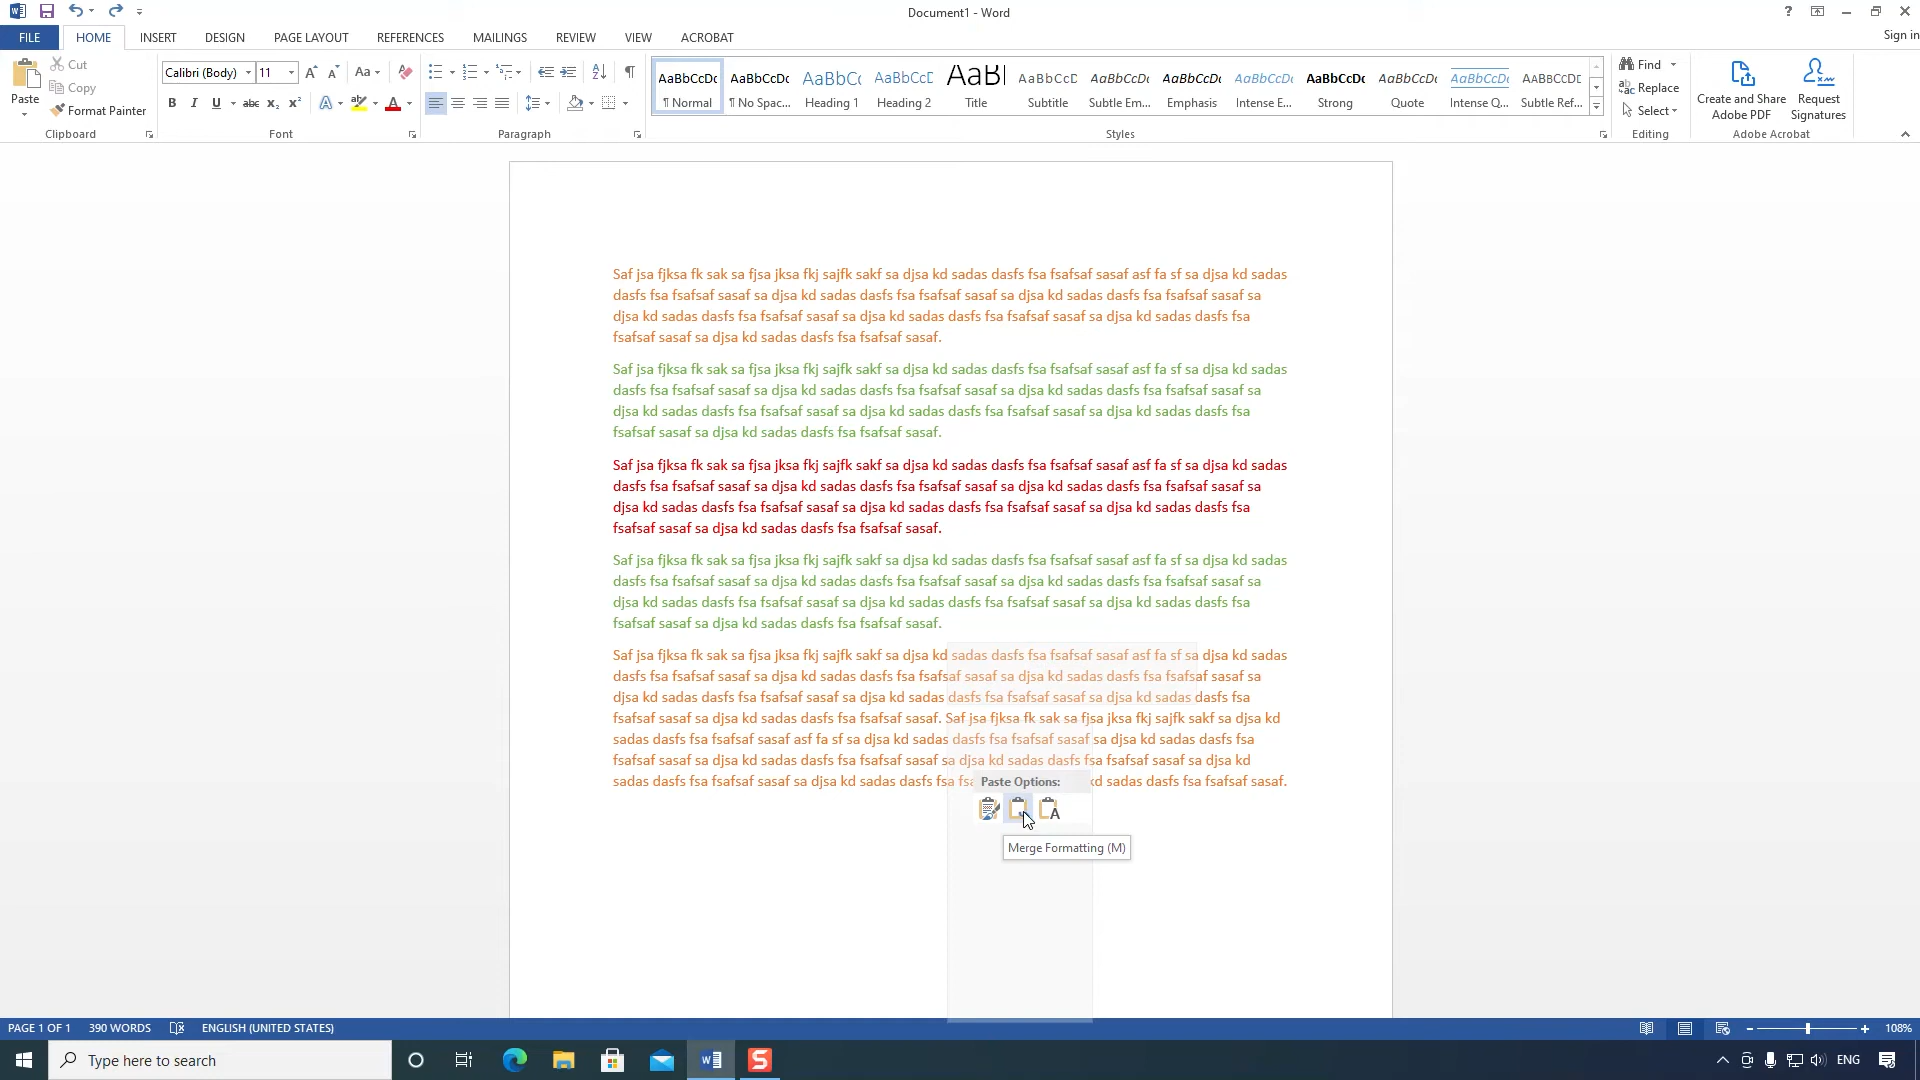 Document1 - Word
?
FILE HOME INSERT DESIGN PAGE LAYOUT REFERENCES MAILINGS REVIEW VIEW ACROBAT
Sign in
Paste
Cut
Copy
Format Painter
Clipboard
Calibri (Body) 11
Font
Paragraph
AaBbCcDc AaBbCcDc AaBbCc AaBbCcD AaBl AaBbCcD AaBbCcDc AaBbCcDc AaBbCcDc AaBbCcDc AaBbCcDc AaBbCcDc AABBCCDE
¶ Normal ¶ No Spac... Heading 1 Heading 2 Title Subtitle Subtle Em... Emphasis Intense E... Strong Quote Intense Q... Subtle Ref...
Styles
Find
Replace
Select
Editing
Create and Share
Adobe PDF
Request
Signatures
Adobe Acrobat
Saf jsa fjksa fk sak sa fjsa jksa fkj sajfk sakf sa djsa kd sadas dasfs fsa fsafsaf sasaf asf fa sf sa djsa kd sadas
dasfs fsa fsafsaf sasaf sa djsa kd sadas dasfs fsa fsafsaf sasaf sa djsa kd sadas dasfs fsa fsafsaf sasaf sa
djsa kd sadas dasfs fsa fsafsaf sasaf sa djsa kd sadas dasfs fsa fsafsaf sasaf sa djsa kd sadas dasfs fsa
fsafsaf sasaf sa djsa kd sadas dasfs fsa fsafsaf sasaf.
Saf jsa fjksa fk sak sa fjsa jksa fkj sajfk sakf sa djsa kd sadas dasfs fsa fsafsaf sasaf asf fa sf sa djsa kd sadas
dasfs fsa fsafsaf sasaf sa djsa kd sadas dasfs fsa fsafsaf sasaf sa djsa kd sadas dasfs fsa fsafsaf sasaf sa
djsa kd sadas dasfs fsa fsafsaf sasaf sa djsa kd sadas dasfs fsa fsafsaf sasaf sa djsa kd sadas dasfs fsa
fsafsaf sasaf sa djsa kd sadas dasfs fsa fsafsaf sasaf.
Saf jsa fjksa fk sak sa fjsa jksa fkj sajfk sakf sa djsa kd sadas dasfs fsa fsafsaf sasaf asf fa sf sa djsa kd sadas
dasfs fsa fsafsaf sasaf sa djsa kd sadas dasfs fsa fsafsaf sasaf sa djsa kd sadas dasfs fsa fsafsaf sasaf sa
djsa kd sadas dasfs fsa fsafsaf sasaf sa djsa kd sadas dasfs fsa fsafsaf sasaf sa djsa kd sadas dasfs fsa
fsafsaf sasaf sa djsa kd sadas dasfs fsa fsafsaf sasaf.
Saf jsa fjksa fk sak sa fjsa jksa fkj sajfk sakf sa djsa kd sadas dasfs fsa fsafsaf sasaf asf fa sf sa djsa kd sadas
dasfs fsa fsafsaf sasaf sa djsa kd sadas dasfs fsa fsafsaf sasaf sa djsa kd sadas dasfs fsa fsafsaf sasaf sa
djsa kd sadas dasfs fsa fsafsaf sasaf sa djsa kd sadas dasfs fsa fsafsaf sasaf sa djsa kd sadas dasfs fsa
fsafsaf sasaf sa djsa kd sadas dasfs fsa fsafsaf sasaf.
Saf jsa fjksa fk sak sa fjsa jksa fkj sajfk sakf sa djsa kd sadas dasfs fsa fsafsaf sasaf asf fa sf sa djsa kd sadas
dasfs fsa fsafsaf sasaf sa djsa kd sadas dasfs fsa fsafsaf sasaf sa djsa kd sadas dasfs fsa fsafsaf sasaf sa
djsa kd sadas dasfs fsa fsafsaf sasaf sa djsa kd sadas dasfs fsa fsafsaf sasaf sa djsa kd sadas dasfs fsa
fsafsaf sasaf sa djsa kd sadas dasfs fsa fsafsaf sasaf. Saf jsa fjksa fk sak sa fjsa jksa fkj sajfk sakf sa djsa kd
sadas dasfs fsa fsafsaf sasaf asf fa sf sa djsa kd sadas dasfs fsa fsafsaf sasaf sa djsa kd sadas dasfs fsa
fsafsaf sasaf sa djsa kd sadas dasfs fsa fsafsaf sasaf sa djsa kd sadas dasfs fsa fsafsaf sasaf sa djsa kd
sadas dasfs fsa fsafsaf sasaf sa djsa kd sadas dasfs fsa kd sadas dasfs fsa fsafsaf sasaf.
Paste Options:
Merge Formatting (M)
PAGE 1 OF 1 390 WORDS ENGLISH (UNITED STATES)
108%
Type here to search
ENG